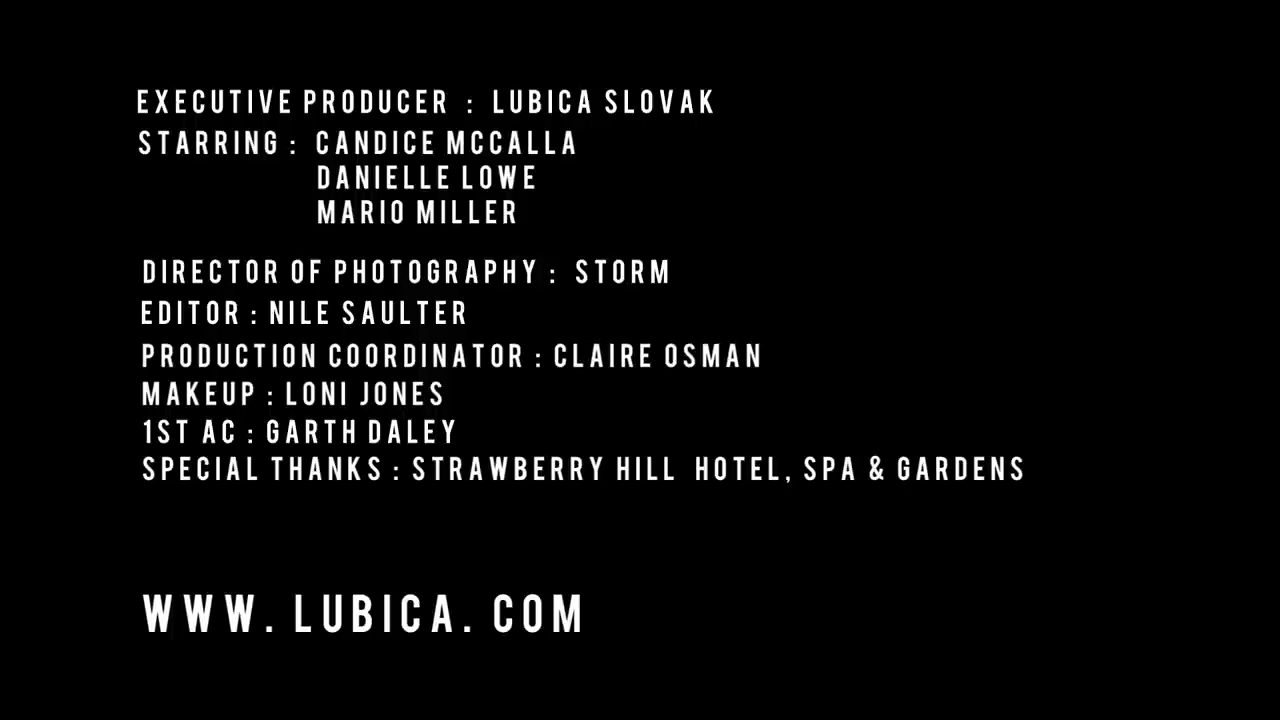 EXECUTIVE PRODUCER : LUBICA SLOVAK
STARRING : CANDICE MCCALLA
DANIELLE LOWE
MARIO MILLER
DIRECTOR OF PHOTOGRAPHY : STORM
EDITOR : NILE SAULTER
PRODUCTION COORDINATOR : CLAIRE OSMAN
MAKEUP : LONI JONES
1ST AC : GARTH DALEY
SPECIAL THANKS : STRAWBERRY HILL HOTEL, SPA & GARDENS
WWW. LUBICA. COM